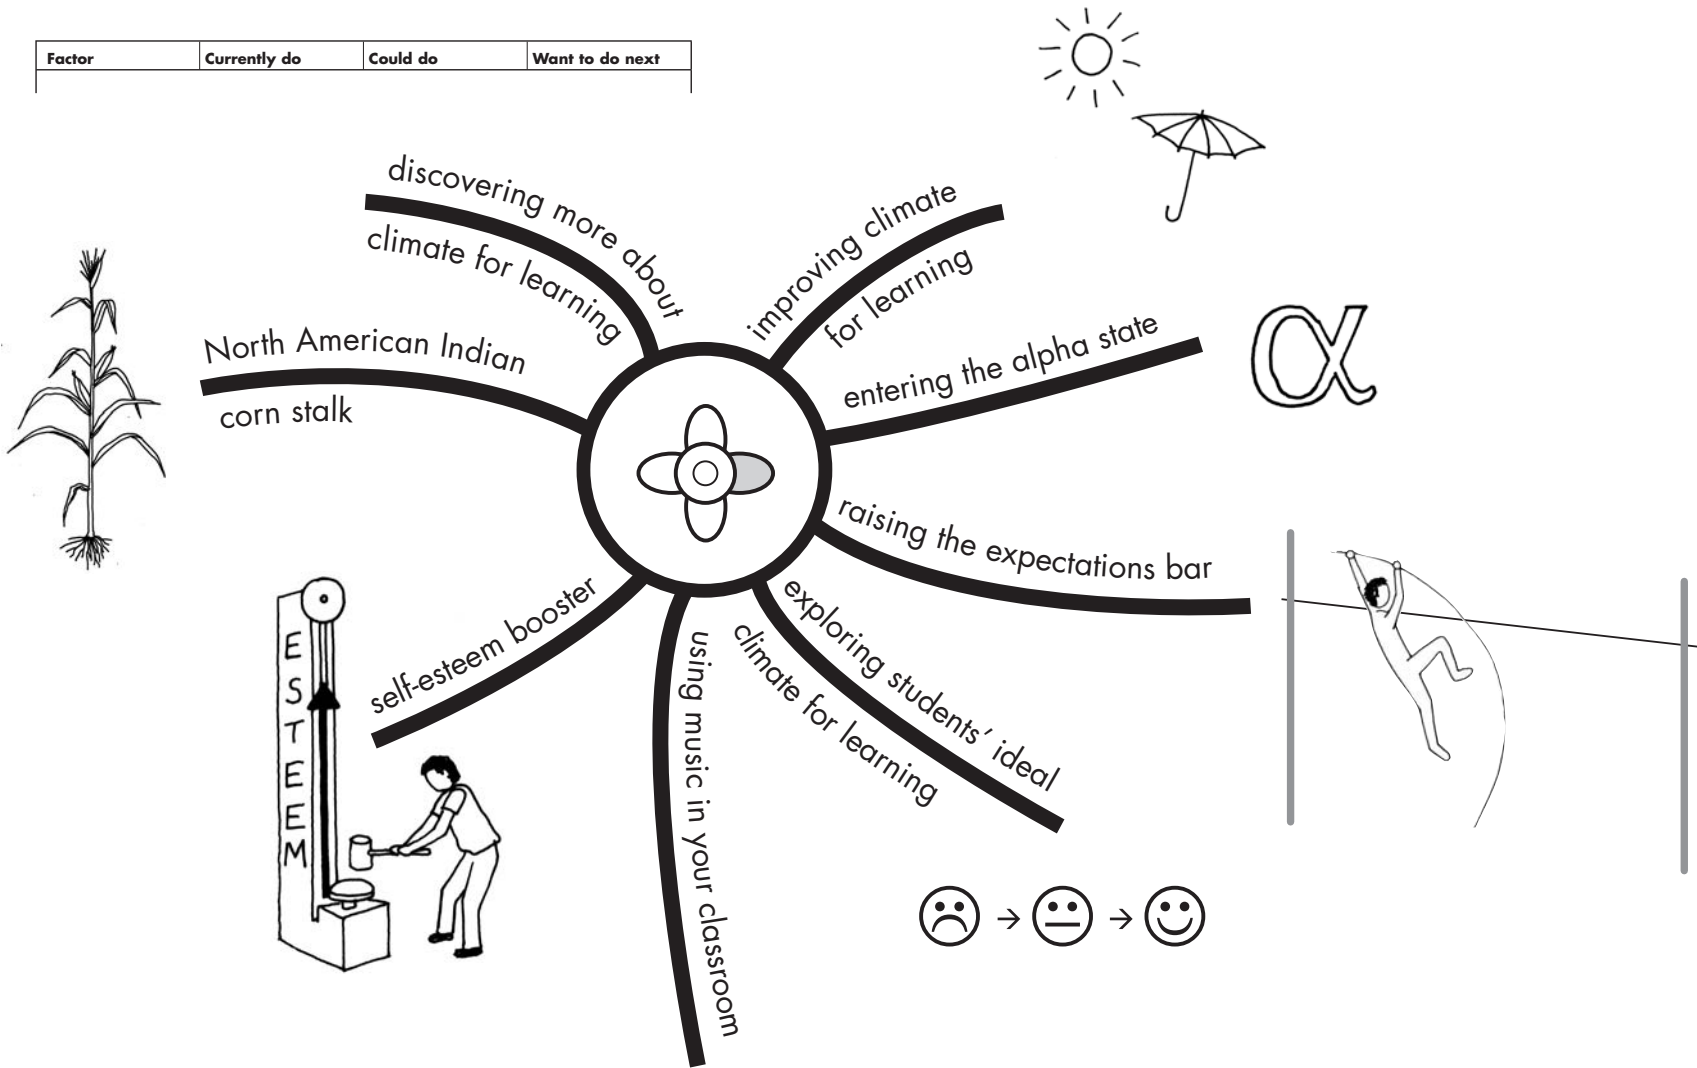 Factor Currently do Could do Want to do next
discovering more about
climate for learning
improving climate
for learning
entering the alpha state
α
raising the expectations bar
exploring students’ ideal
climate for learning
using music in your classroom
self-esteem booster
ESTEEM
North American Indian
corn stalk